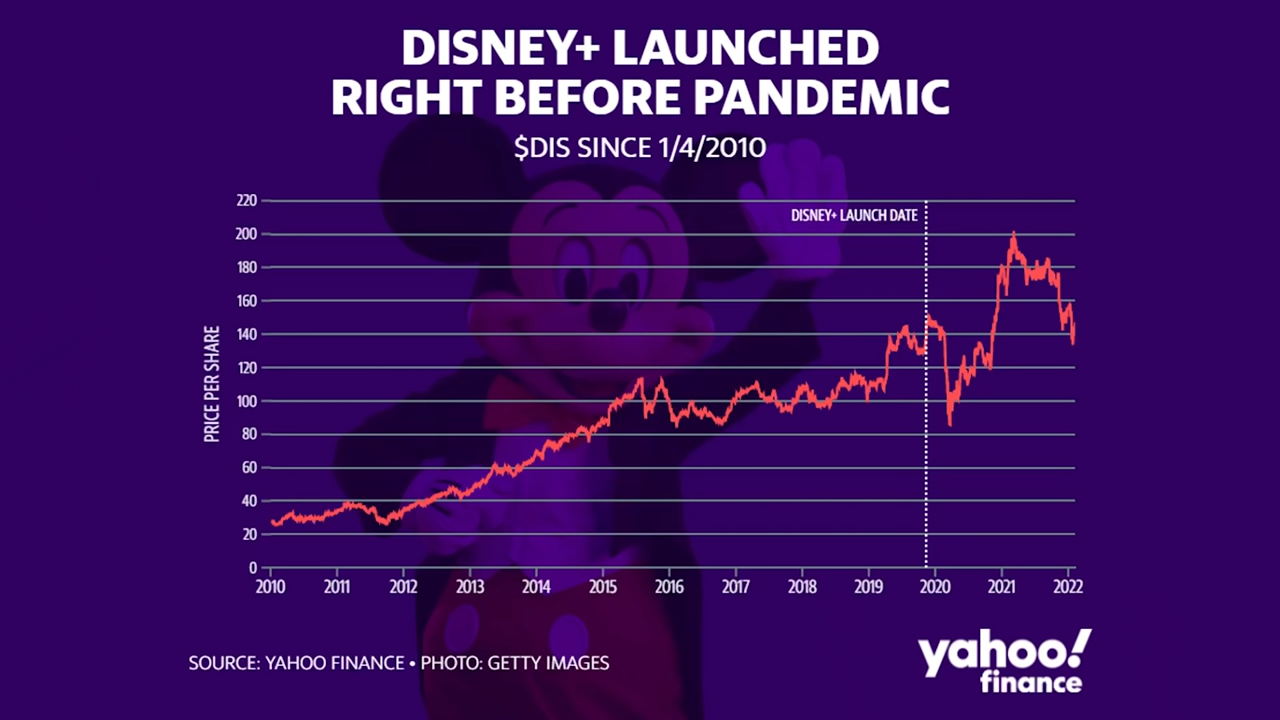 DISNEY+ LAUNCHED
RIGHT BEFORE PANDEMIC
$DIS SINCE 1/4/2010
220
200
180
160
140
120
100
80
60
40
20
0
PRICE PER SHARE
DISNEY+ LAUNCH DATE
2010 2011 2012 2013 2014 2015 2016 2017 2018 2019 2020 2021 2022
SOURCE: YAHOO FINANCE • PHOTO: GETTY IMAGES
yahoo!
finance